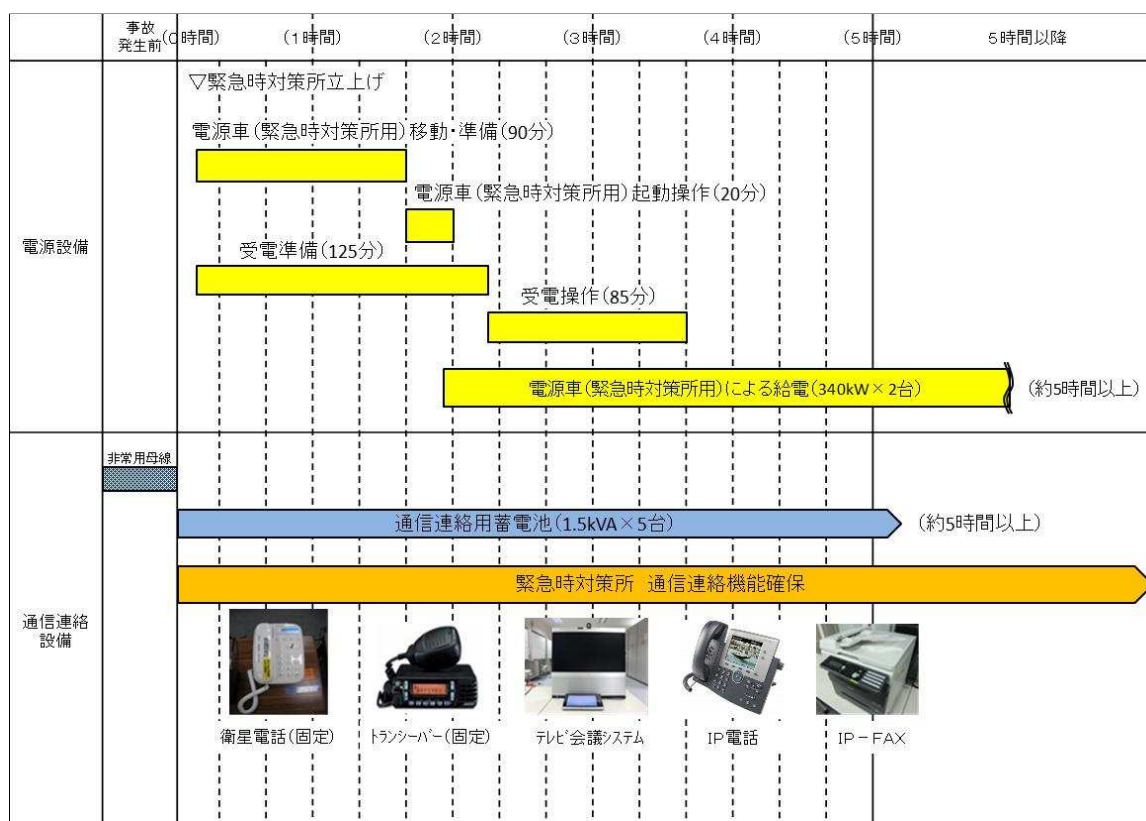 事故
発生前
(0時間)
(1時間)
(2時間)
(3時間)
(4時間)
(5時間)
5時間以降
電源設備
▽緊急時対策所立上げ
電源車(緊急時対策所用)移動・準備(90分)
電源車(緊急時対策所用)起動操作(20分)
受電準備(125分)
受電操作(85分)
電源車(緊急時対策所用)による給電(340kW×2台)
(約5時間以上)
通信連絡
設備
非常用母線
通信連絡用蓄電池(1.5kVA×5台)
(約5時間以上)
緊急時対策所 通信連絡機能確保
衛星電話(固定)
トランシーバー(固定)
テレビ会議システム
IP電話
IP-FAX